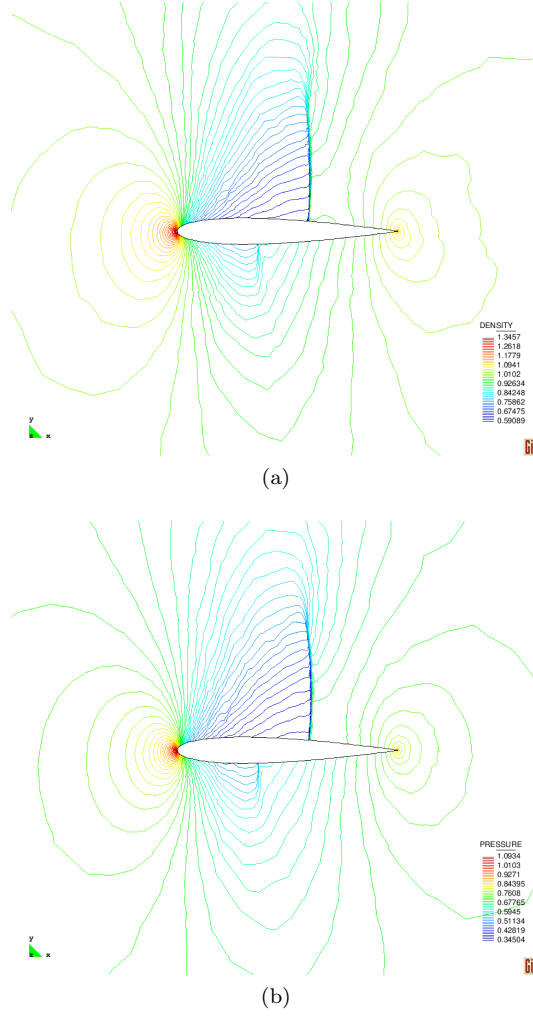 DENSITY
1.3457
1.2618
1.1779
1.0941
1.0102
0.92634
0.84248
0.75862
0.67475
0.59089
y
z x
Gi
(a)
PRESSURE
1.0934
1.0103
0.9271
0.84395
0.7608
0.67765
0.5945
0.51134
0.42819
0.34504
y
z x
Gi
(b)